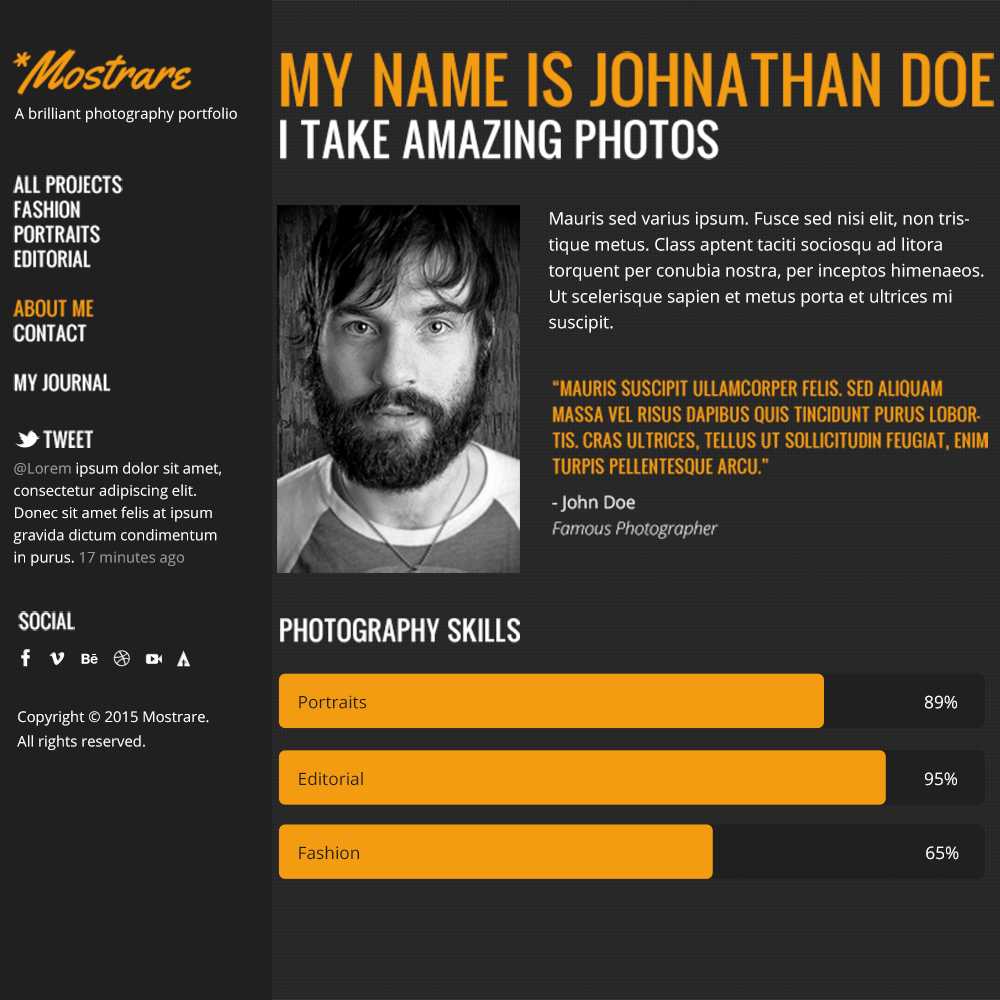 *Mostrare
A brilliant photography portfolio
ALL PROJECTS
FASHION
PORTRAITS
EDITORIAL
ABOUT ME
CONTACT
MY JOURNAL
TWEET
@Lorem ipsum dolor sit amet,
consectetur adipiscing elit.
Donec sit amet felis at ipsum
gravida dictum condimentum
in purus. 17 minutes ago
SOCIAL
Bē
Copyright © 2015 Mostrare.
All rights reserved.
MY NAME IS JOHNATHAN DOE
I TAKE AMAZING PHOTOS
Mauris sed varius ipsum. Fusce sed nisi elit, non tris-
tique metus. Class aptent taciti sociosqu ad litora
torquent per conubia nostra, per inceptos himenaeos.
Ut scelerisque sapien et metus porta et ultrices mi
suscipit.
“MAURIS SUSCIPIT ULLAMCORPER FELIS. SED ALIQUAM
MASSA VEL RISUS DAPIBUS QUIS TINCIDUNT PURUS LOBOR-
TIS. CRAS ULTRICES, TELLUS UT SOLLICITUDIN FEUGIAT, ENIM
TURPIS PELLENTESQUE ARCU.”
- John Doe
Famous Photographer
PHOTOGRAPHY SKILLS
Portraits 89%
Editorial 95%
Fashion 65%